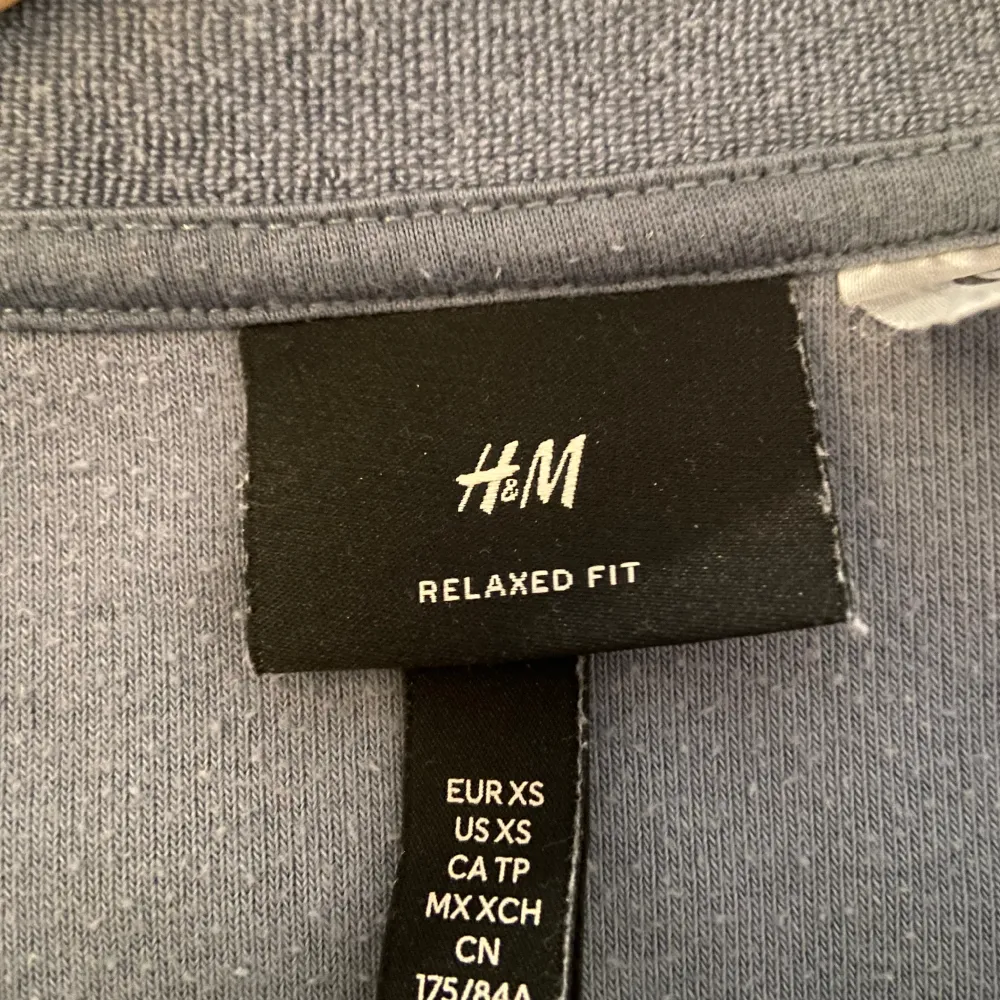 H&M
RELAXED FIT
EUR XS
US XS
CA TP
MX XCH
CN
175/84A